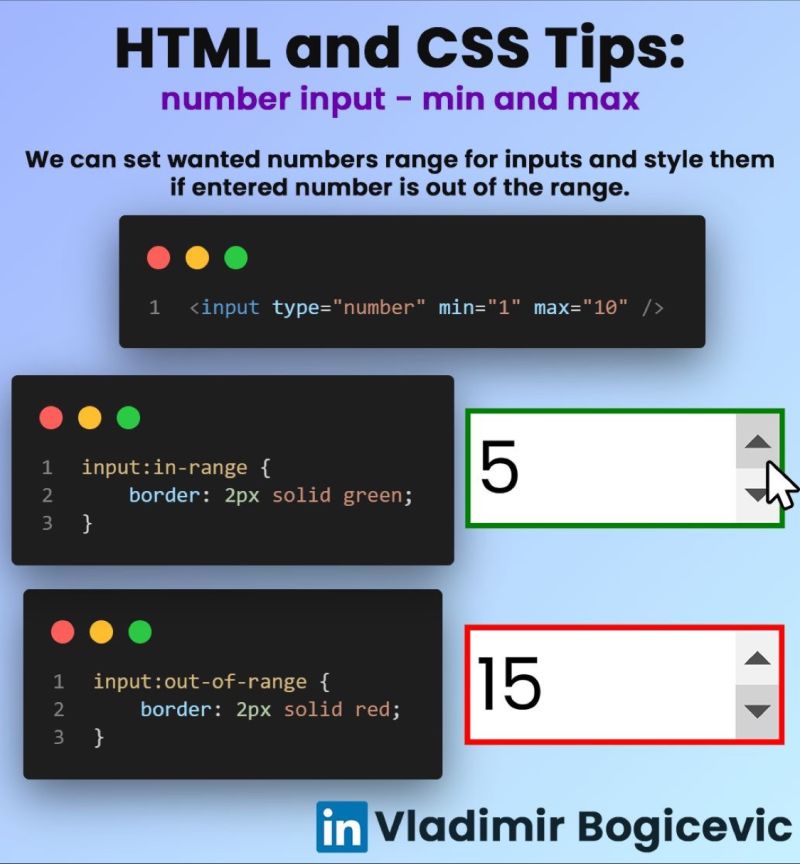 HTML and CSS Tips:
number input - min and max
We can set wanted numbers range for inputs and style them
if entered number is out of the range.
1 <input type="number" min="1" max="10" />
1 input:in-range {
2 border: 2px solid green;
3 }
5
1 input:out-of-range {
2 border: 2px solid red;
3 }
15
in Vladimir Bogicevic